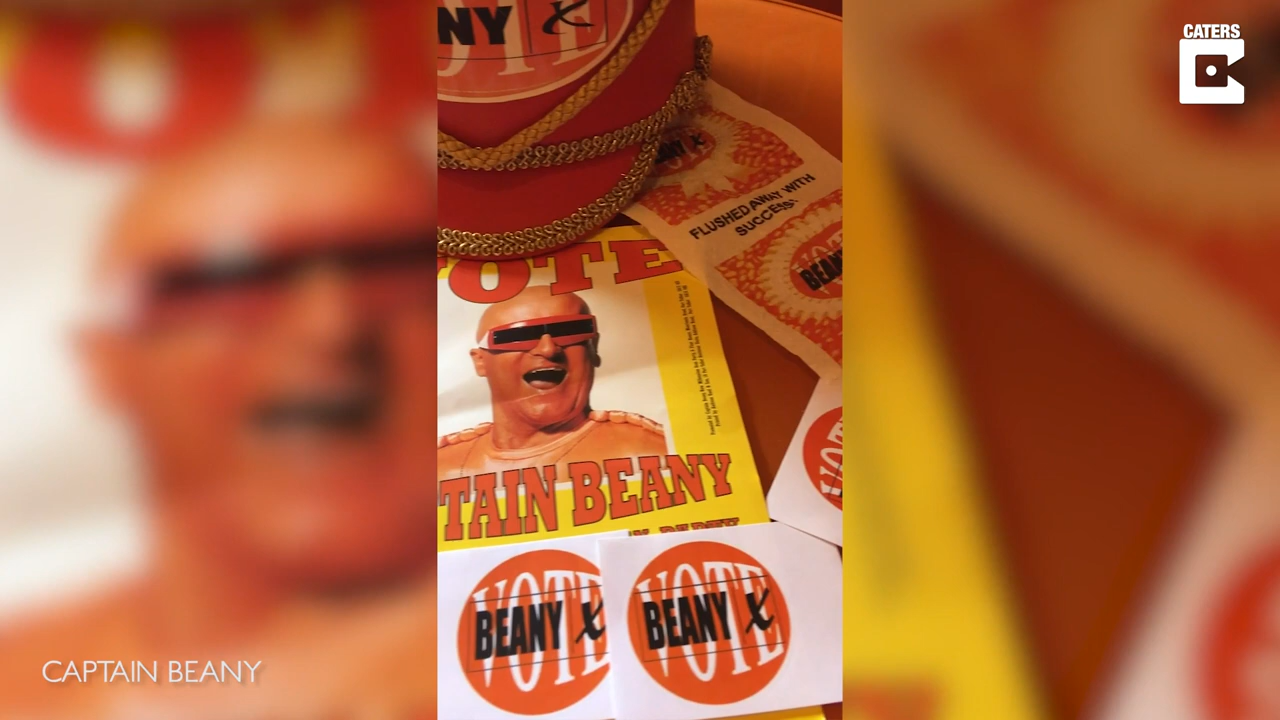 CATERS
NY X
VOTE
BEANY X
FLUSHED AWAY WITH
SUCCESS
VOTE
BEANY
VOTE
TAIN BEANY
VOTE
VOTE
BEANY X
VOTE
BEANY X
CAPTAIN BEANY